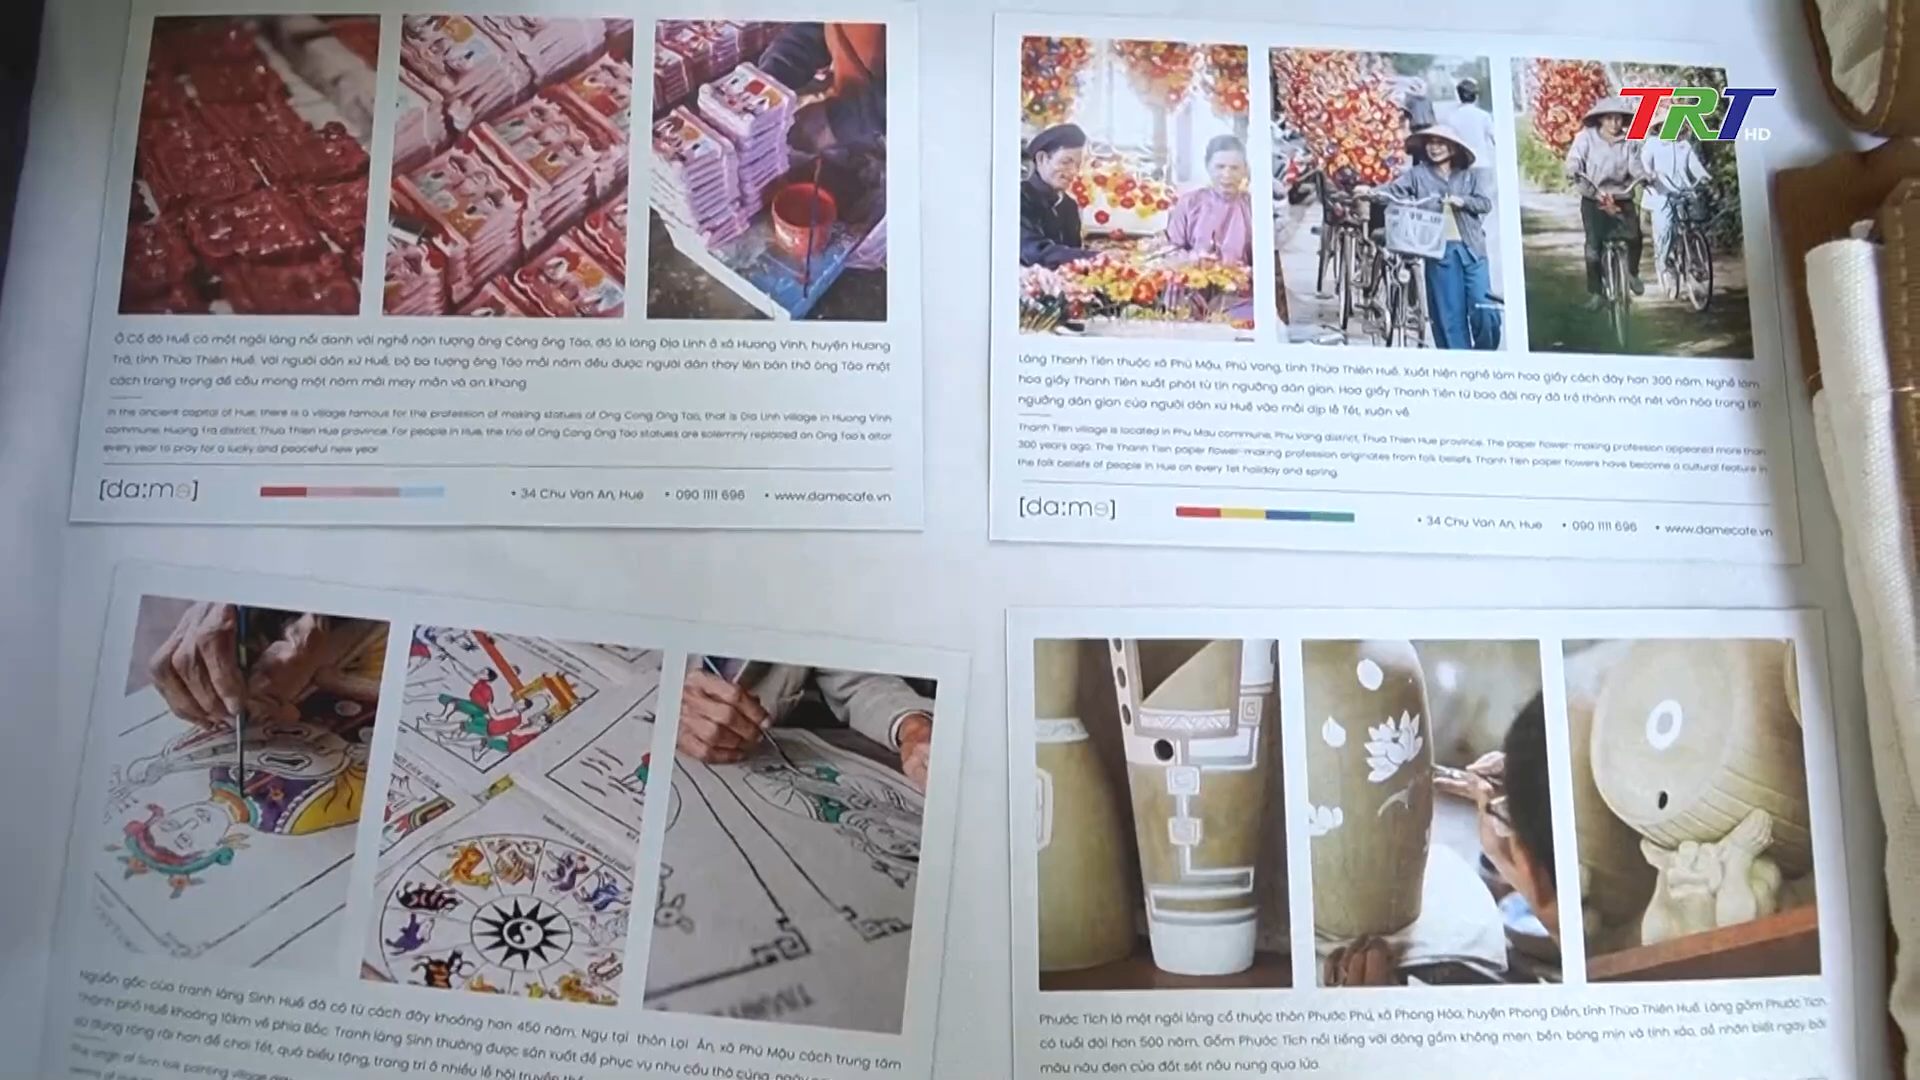 TRT HD
Ở Cố đô Huế có một ngôi làng nổi danh với nghề nặn tượng ông Công ông Táo, đó là làng Địa Linh ở xã Hương Vinh, huyện Hương
Trà, tỉnh Thừa Thiên Huế. Với người dân xứ Huế, bộ ba tượng ông Táo mỗi năm đều được người dân thay lên bàn thờ ông Táo một
cách trang trọng để cầu mong một năm mới may mắn và an khang
In the ancient capital of Hue, there is a village famous for the profession of making statues of Ong Cong Ong Tao, that is Dia Linh village in Huong Vinh
commune, Huong Tra district, Thua Thien Hue province. For people in Hue, the trio of Ong Cong Ong Tao statues are solemnly replaced on Ong Tao's altar
every year to pray for a lucky and peaceful new year
[da:me] • 34 Chu Van An, Hue • 090 1111 696 • www.damecafe.vn
Làng Thanh Tiên thuộc xã Phú Mậu, Phú Vang, tỉnh Thừa Thiên Huế. Xuất hiện nghề làm hoa giấy cách đây hơn 300 năm. Nghề làm
hoa giấy Thanh Tiên xuất phát từ tín ngưỡng dân gian. Hoa giấy Thanh Tiên từ bao đời nay đã trở thành một nét văn hóa trong tín
ngưỡng dân gian của người dân xứ Huế vào mỗi dịp lễ Tết, xuân về.
Thanh Tien village is located in Phu Mau commune, Phu Vang district, Thua Thien Hue province. The paper flower-making profession appeared more than
300 years ago. The Thanh Tien paper flower-making profession originates from folk beliefs. Thanh Tien paper flowers have become a cultural feature in
the folk beliefs of people in Hue on every Tet holiday and spring.
[da:me] • 34 Chu Van An, Hue • 090 1111 696 • www.damecafe.vn
Nguồn gốc của tranh làng Sình Huế đã có từ cách đây khoảng hơn 450 năm. Ngụ tại thôn Lại Ân, xã Phú Mậu cách trung tâm
Thành phố Huế khoảng 10km về phía Bắc. Tranh làng Sình thường được sản xuất để phục vụ nhu cầu thờ cúng, ngày
sử dụng rộng rãi hơn để chơi Tết, quà biếu tặng, trang trí ở nhiều lễ hội truyền
The origin of Sinh folk painting village
Phước Tích là một ngôi làng cổ thuộc thôn Phước Phú, xã Phong Hòa, huyện Phong Điền, tỉnh Thừa Thiên Huế. Làng gốm Phước Tích
có tuổi đời hơn 500 năm. Gốm Phước Tích nổi tiếng với dòng gốm không men, bền, bóng mịn và tinh xảo, dễ nhận biết ngay bởi
màu nâu đen của đất sét nâu nung qua lửa.